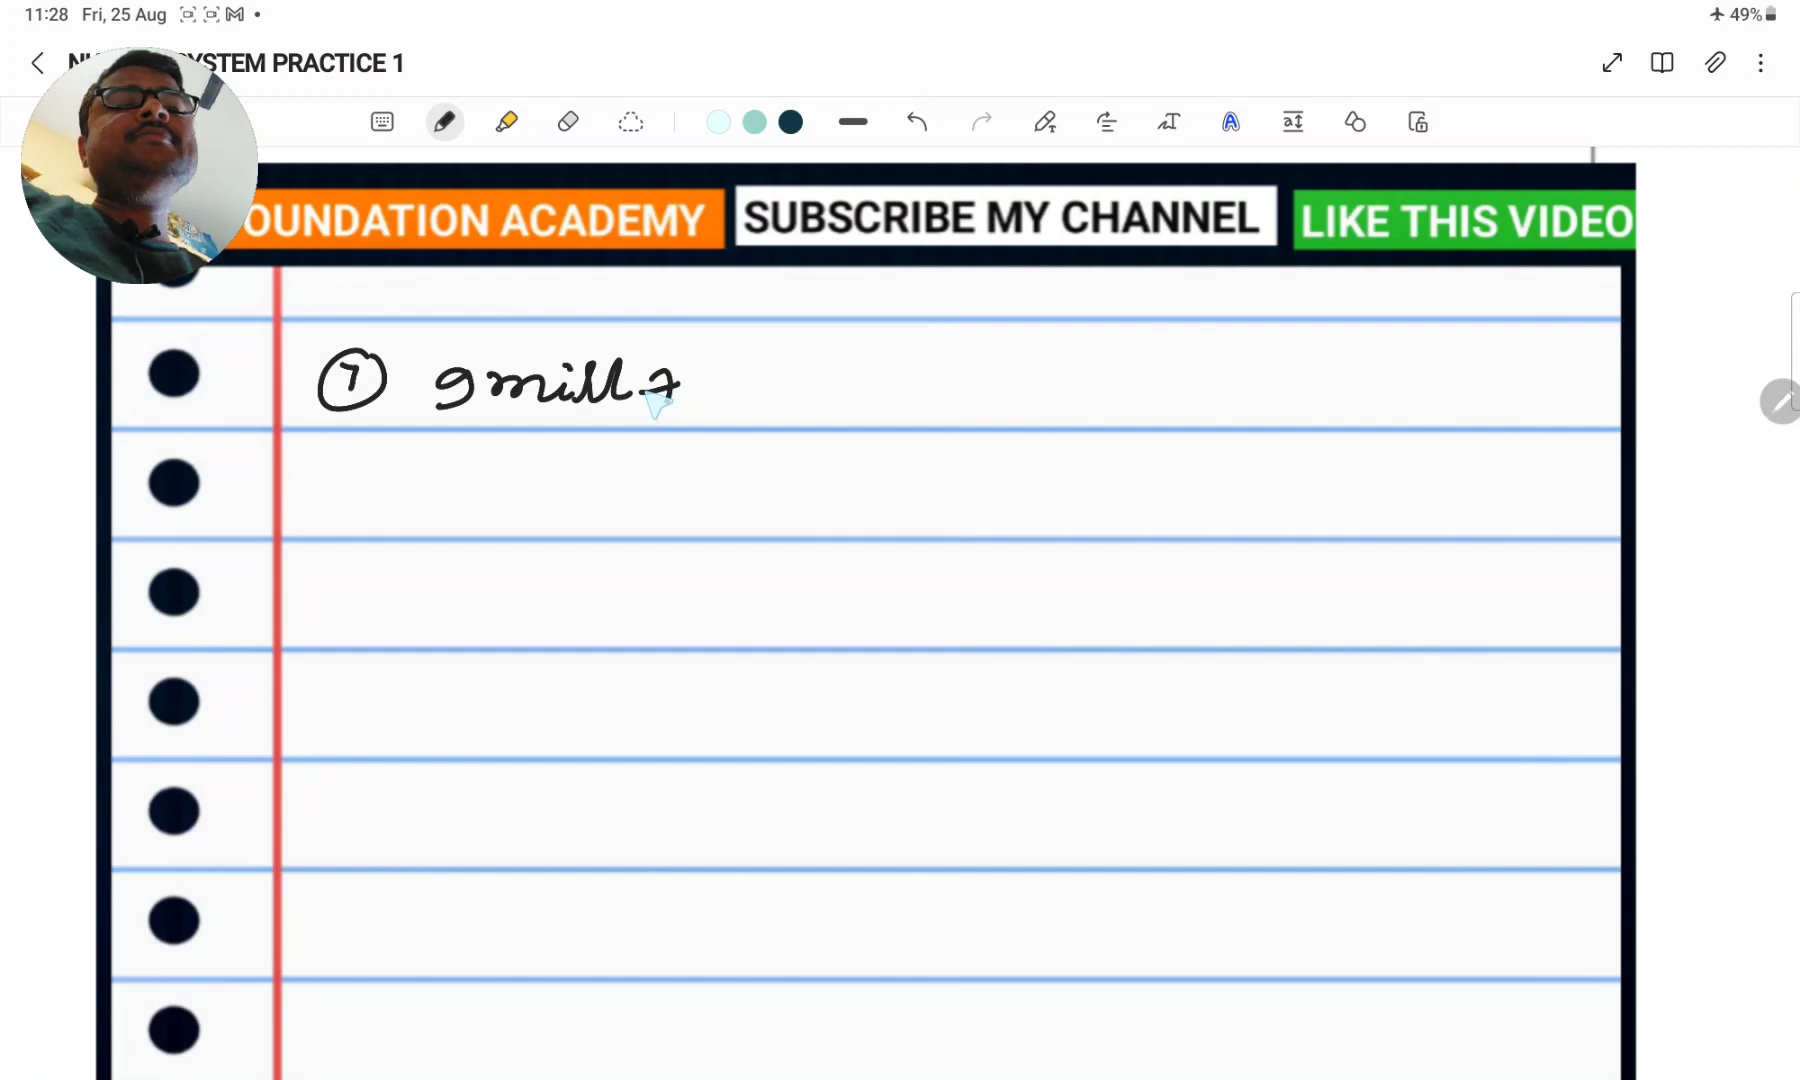 11:28 Fri, 25 Aug
49%
YSTEM PRACTICE 1
OUNDATION ACADEMY SUBSCRIBE MY CHANNEL LIKE THIS VIDEO
7 9 mill